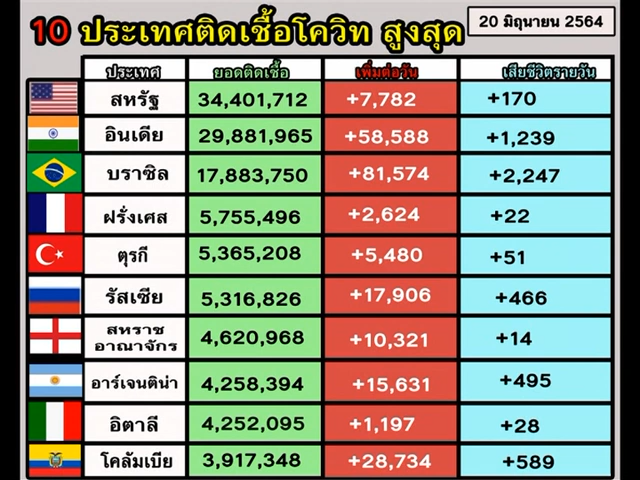 10 ประเทศติดเชื้อโควิท สูงสุด
20 มิถุนายน 2564
ประเทศ ยอดติดเชื้อ เพิ่มต่อวัน เสียชีวิตรายวัน
สหรัฐ 34,401,712 +7,782 +170
อินเดีย 29,881,965 +58,588 +1,239
บราซิล 17,883,750 +81,574 +2,247
ฝรั่งเศส 5,755,496 +2,624 +22
ตุรกี 5,365,208 +5,480 +51
รัสเซีย 5,316,826 +17,906 +466
สหราช
อาณาจักร 4,620,968 +10,321 +14
อาร์เจนติน่า 4,258,394 +15,631 +495
อิตาลี 4,252,095 +1,197 +28
โคลัมเบีย 3,917,348 +28,734 +589